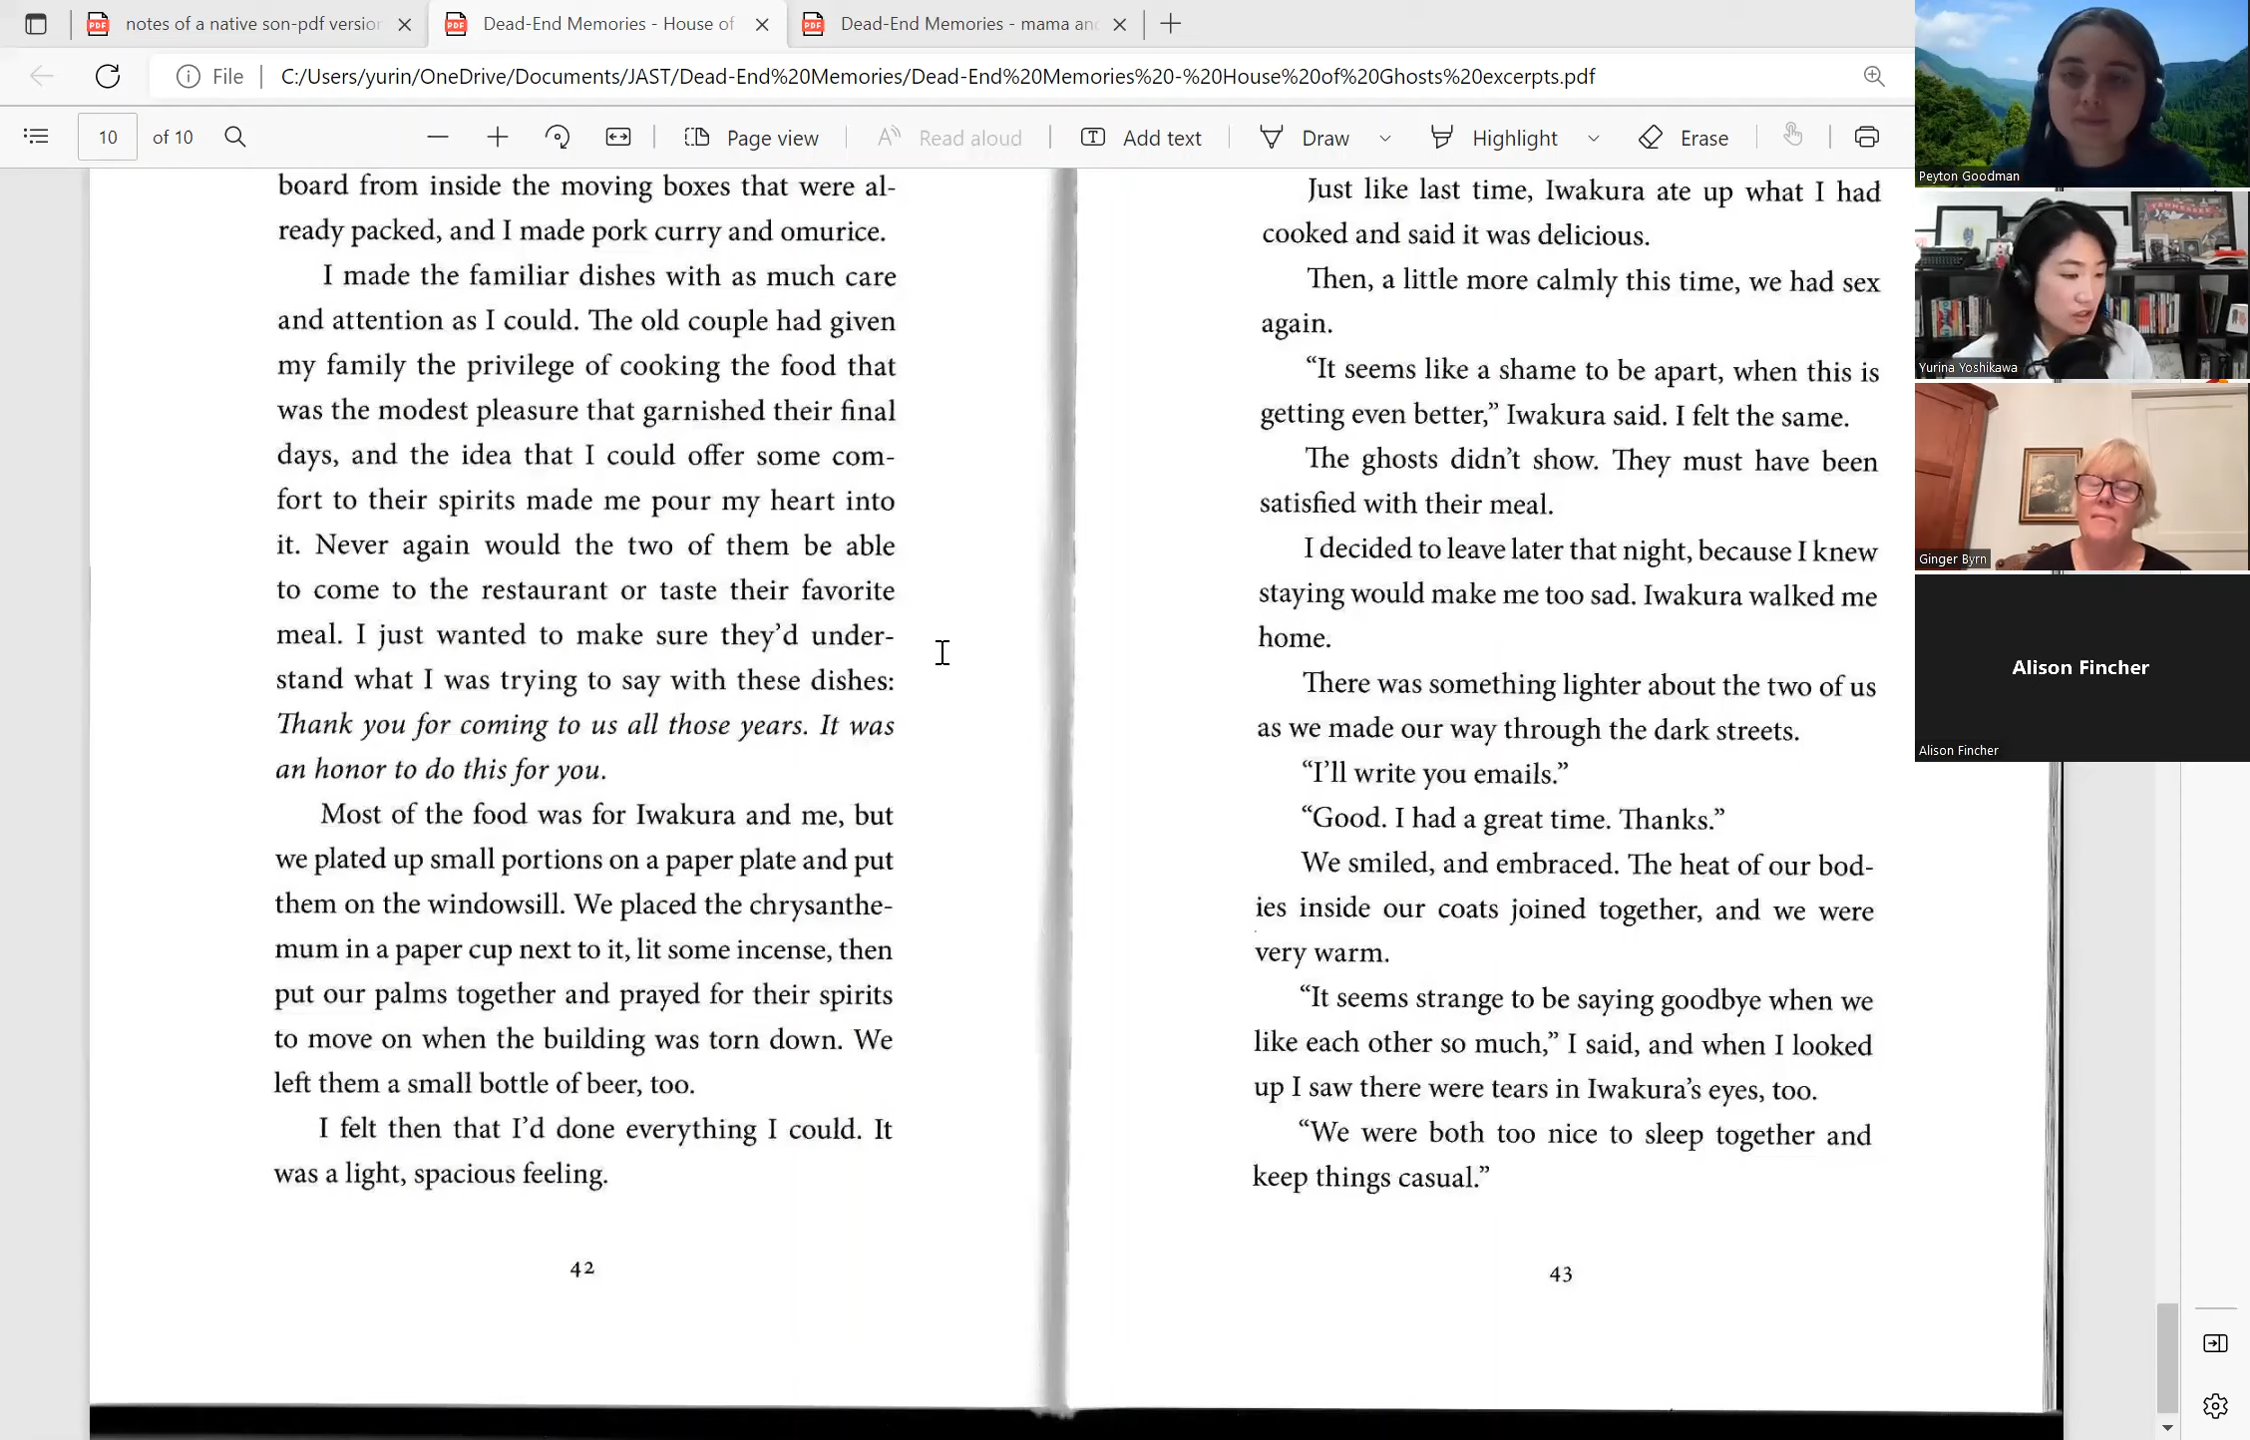 notes of a native son-pdf version
Dead-End Memories - House of
Dead-End Memories - mama and
File
C:/Users/yurin/OneDrive/Documents/JAST/Dead-End%20Memories/Dead-End%20Memories%20-%20House%20of%20Ghosts%20excerpts.pdf
10 of 10
Page view
Read aloud
Add text
Draw
Highlight
Erase
board from inside the moving boxes that were al-
ready packed, and I made pork curry and omurice.
I made the familiar dishes with as much care
and attention as I could. The old couple had given
my family the privilege of cooking the food that
was the modest pleasure that garnished their final
days, and the idea that I could offer some com-
fort to their spirits made me pour my heart into
it. Never again would the two of them be able
to come to the restaurant or taste their favorite
meal. I just wanted to make sure they’d under-
stand what I was trying to say with these dishes:
Thank you for coming to us all those years. It was
an honor to do this for you.
Most of the food was for Iwakura and me, but
we plated up small portions on a paper plate and put
them on the windowsill. We placed the chrysanthe-
mum in a paper cup next to it, lit some incense, then
put our palms together and prayed for their spirits
to move on when the building was torn down. We
left them a small bottle of beer, too.
I felt then that I’d done everything I could. It
was a light, spacious feeling.
42
Just like last time, Iwakura ate up what I had
cooked and said it was delicious.
Then, a little more calmly this time, we had sex
again.
“It seems like a shame to be apart, when this is
getting even better,” Iwakura said. I felt the same.
The ghosts didn’t show. They must have been
satisfied with their meal.
I decided to leave later that night, because I knew
staying would make me too sad. Iwakura walked me
home.
There was something lighter about the two of us
as we made our way through the dark streets.
“I’ll write you emails.”
“Good. I had a great time. Thanks.”
We smiled, and embraced. The heat of our bod-
ies inside our coats joined together, and we were
very warm.
“It seems strange to be saying goodbye when we
like each other so much,” I said, and when I looked
up I saw there were tears in Iwakura’s eyes, too.
“We were both too nice to sleep together and
keep things casual.”
43
Peyton Goodman
Yurina Yoshikawa
Ginger Byrn
Alison Fincher
Alison Fincher